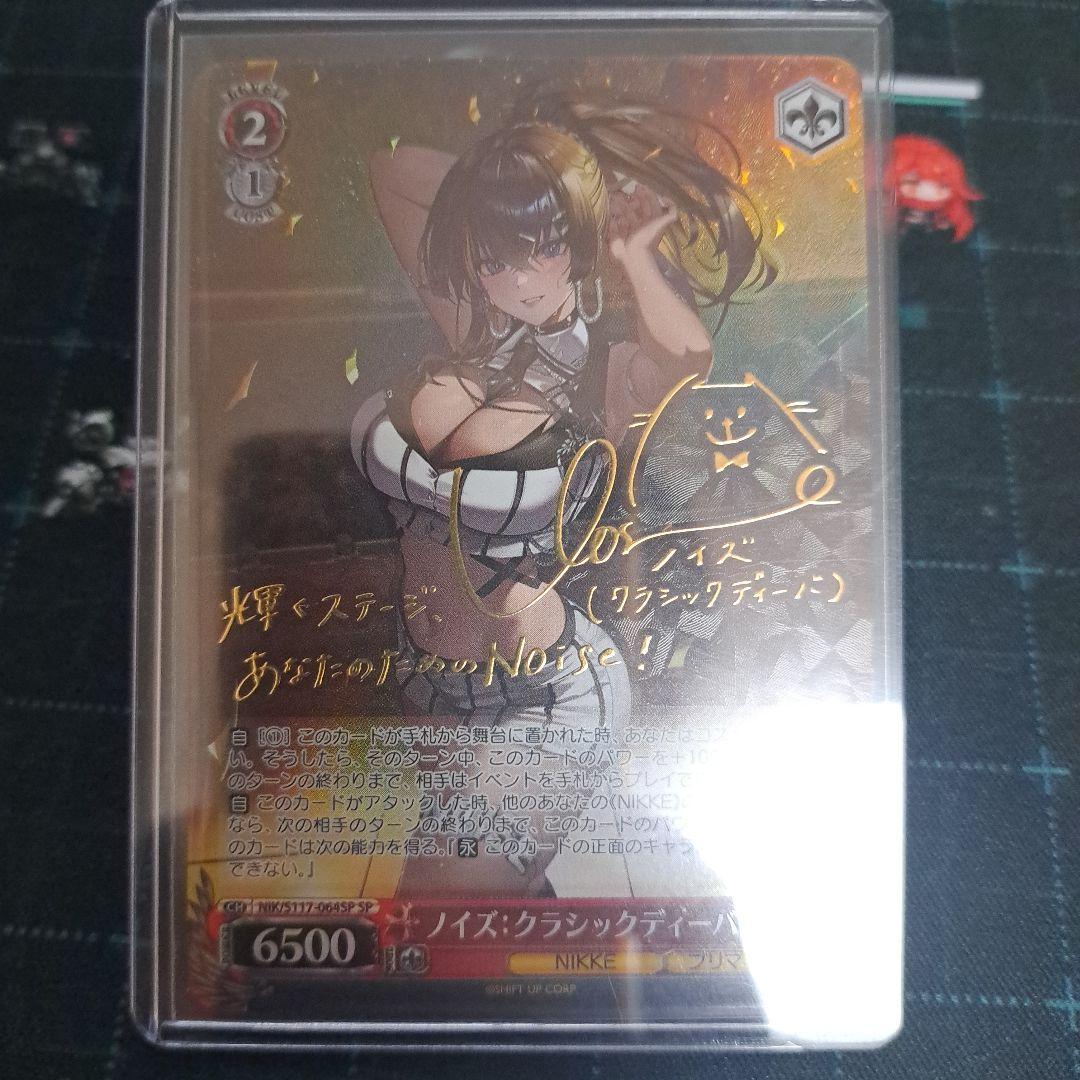 LEVEL
2
1
COST
ノイズ
(クラシックディーバ)
輝くステージ、
あなたのためのNoise!
自 [①] このカードが手札から舞台に置かれた時、あなたはコス
い。そうしたら、そのターン中、このカードのパワーを+10
のターンの終わりまで、相手はイベントを手札からプレイで
自 このカードがアタックした時、他のあなたの《NIKKE》
なら、次の相手のターンの終わりまで、このカードのパワ
のカードは次の能力を得る。『永 このカードの正面のキャラ
できない。』
CH NIK/S117-064SP SP
6500 ノイズ:クラシックディーバ
NIKKE プリマ
©SHIFT UP CORP.